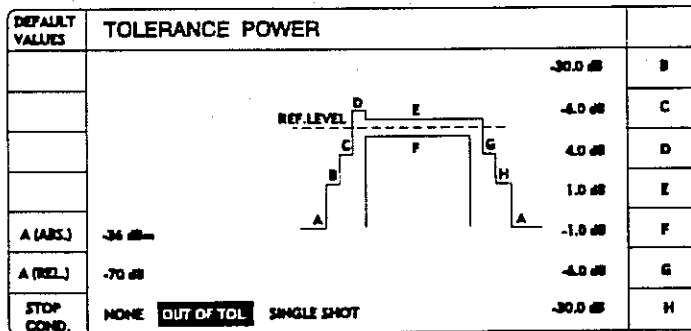 DEFAULT VALUES
TOLERANCE POWER
-30.0 dB B
-6.0 dB C
4.0 dB D
1.0 dB E
-1.0 dB F
-6.0 dB G
-30.0 dB H
REF.LEVEL
D
E
C
F
G
B
H
A
A
A (ABS.) -36 dBm
A (REL.) -70 dB
STOP COND.
NONE OUT OF TOL SINGLE SHOT